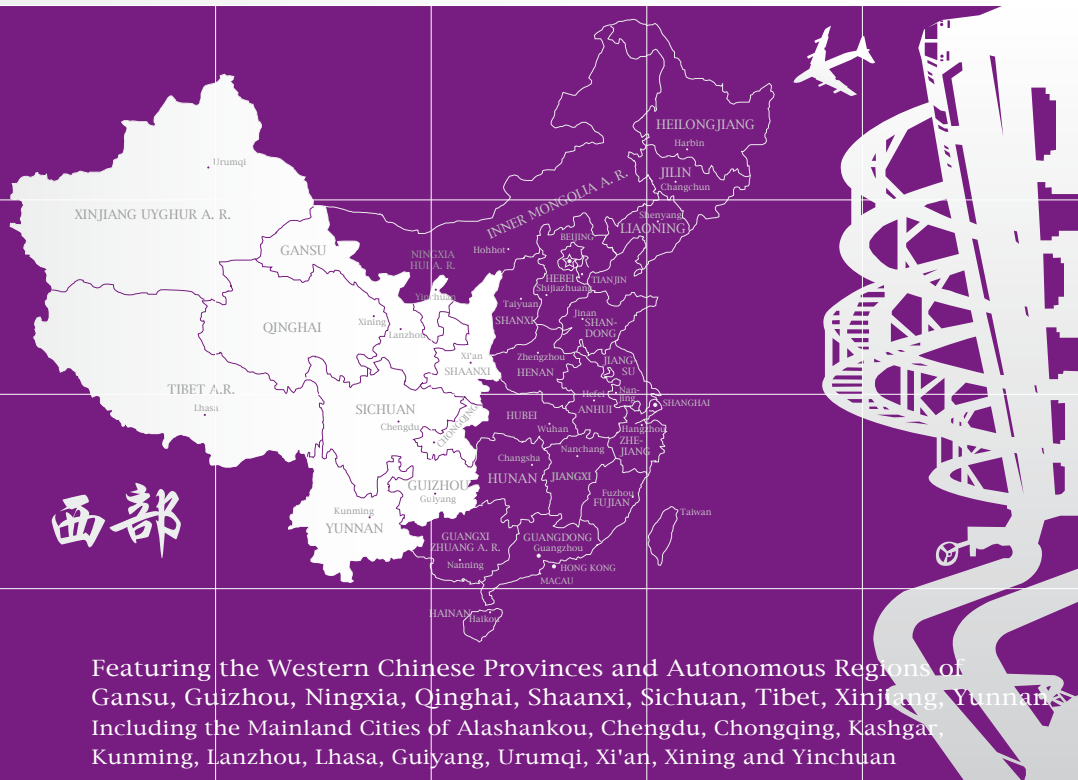 HEILONGJIANG
Harbin
Urumqi
JILIN
Changchun
INNER MONGOLIA A. R.
XINJIANG UYGHUR A. R.
Shenyang
LIAONING
BEIJING
GANSU
Hohhot
NINGXIA
HUI A. R.
HEBEI
TIANJIN
Shijiazhuang
Yinchuan
Taiyuan
SHANXI
Jinan
SHAN-
DONG
QINGHAI
Xining
Lanzhou
Xi'an
SHAANXI
Zhengzhou
HENAN
JIANG-
SU
TIBET A.R.
Lhasa
Hefei
Nan-
jing
SHANGHAI
SICHUAN
Chengdu
CHONGQING
ANHUI
HUBEI
Wuhan
Hangzhou
ZHE-
JIANG
Nanchang
Changsha
HUNAN
JIANGXI
GUIZHOU
Guiyang
Fuzhou
FUJIAN
Kunming
YUNNAN
Taiwan
西部
GUANGXI
ZHUANG A. R.
Nanning
GUANGDONG
Guangzhou
HONG KONG
MACAU
HAINAN
Haikou
Featuring the Western Chinese Provinces and Autonomous Regions of
Gansu, Guizhou, Ningxia, Qinghai, Shaanxi, Sichuan, Tibet, Xinjiang, Yunnan
Including the Mainland Cities of Alashankou, Chengdu, Chongqing, Kashgar,
Kunming, Lanzhou, Lhasa, Guiyang, Urumqi, Xi'an, Xining and Yinchuan